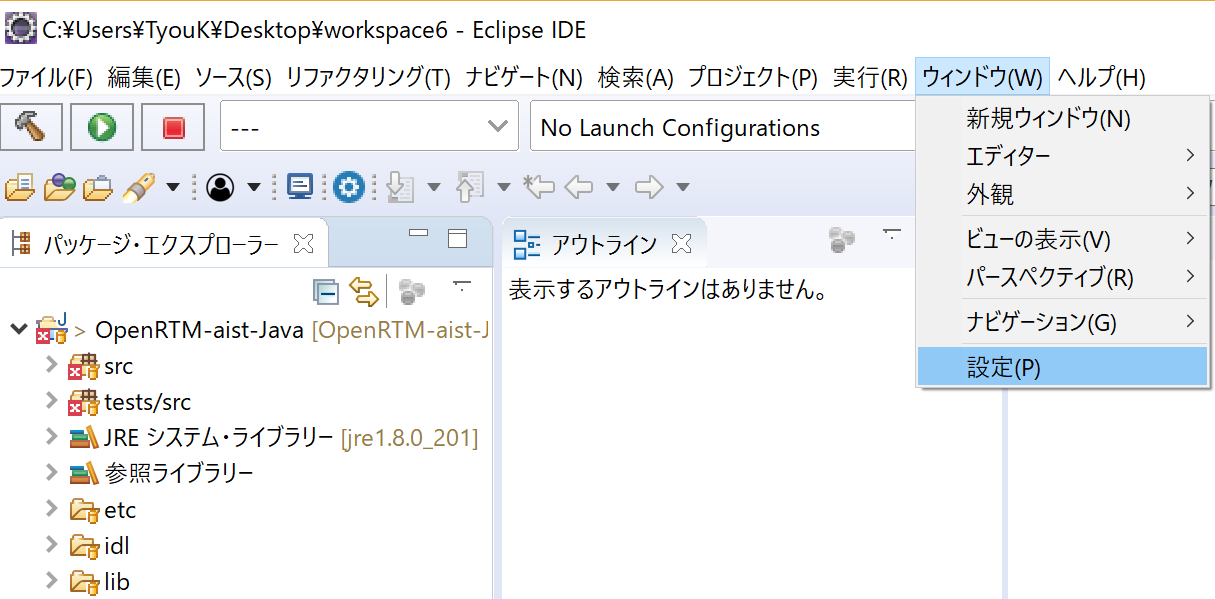 C:¥Users¥TyouK¥Desktop¥workspace6 - Eclipse IDE
ファイル(F) 編集(E) ソース(S) リファクタリング(T) ナビゲート(N) 検索(A) プロジェクト(P) 実行(R) ウィンドウ(W) ヘルプ(H)
--- No Launch Configurations
新規ウィンドウ(N)
エディター
外観
ビューの表示(V)
パースペクティブ(R)
ナビゲーション(G)
設定(P)
パッケージ・エクスプローラー
アウトライン
表示するアウトラインはありません。
> OpenRTM-aist-Java [OpenRTM-aist-J
src
tests/src
JRE システム・ライブラリー [jre1.8.0_201]
参照ライブラリー
etc
idl
lib